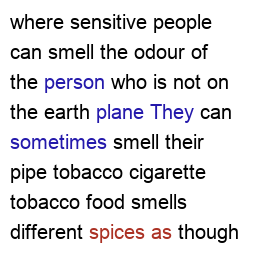 where sensitive people
can smell the odour of
the person who is not on
the earth plane They can
sometimes smell their
pipe tobacco cigarette
tobacco food smells
different spices as though